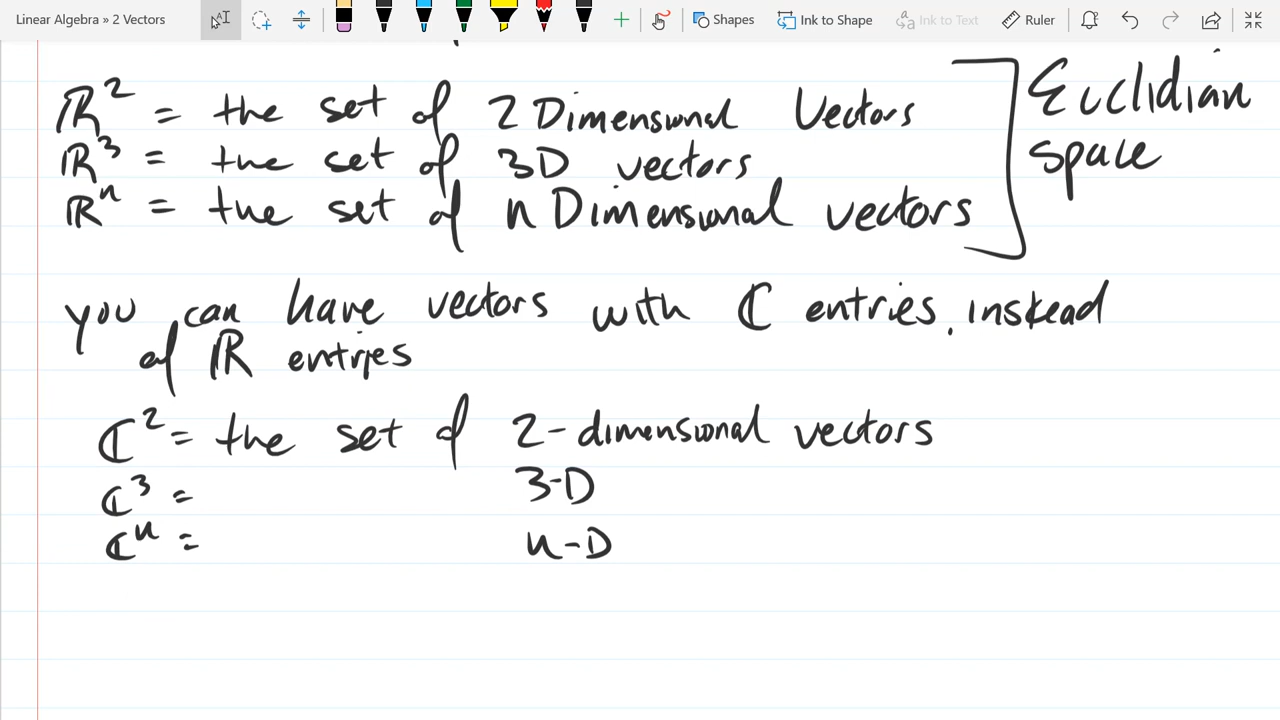 Linear Algebra » 2 Vectors
Shapes
Ink to Shape
Ink to Text
Ruler
ℝ² = the set of 2 Dimensional Vectors
ℝ³ = the set of 3D vectors
ℝⁿ = the set of n Dimensional vectors
Euclidian
space
you can have vectors with ℂ entries, instead
of ℝ entries
ℂ² = the set of 2-dimensional vectors
ℂ³ = 3-D
ℂⁿ = n-D